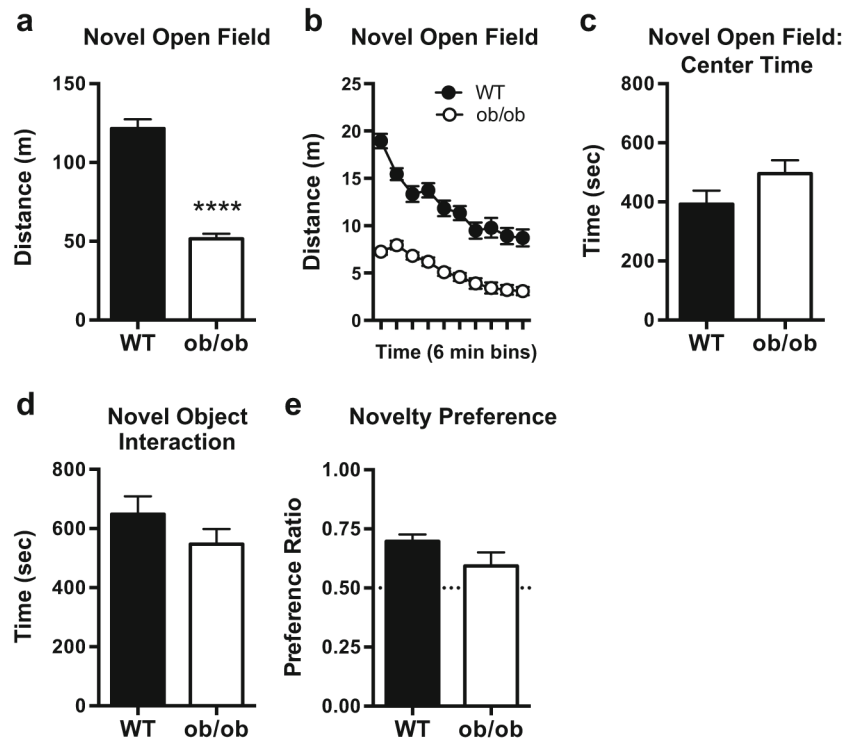 a
Novel Open Field
Distance (m)
150
100
50
0
****
WT
ob/ob
b
Novel Open Field
Distance (m)
25
20
15
10
5
0
WT
ob/ob
Time (6 min bins)
c
Novel Open Field:
Center Time
Time (sec)
800
600
400
200
0
WT
ob/ob
d
Novel Object
Interaction
Time (sec)
800
600
400
200
0
WT
ob/ob
e
Novelty Preference
Preference Ratio
1.00
0.75
0.50
0.25
0.00
WT
ob/ob